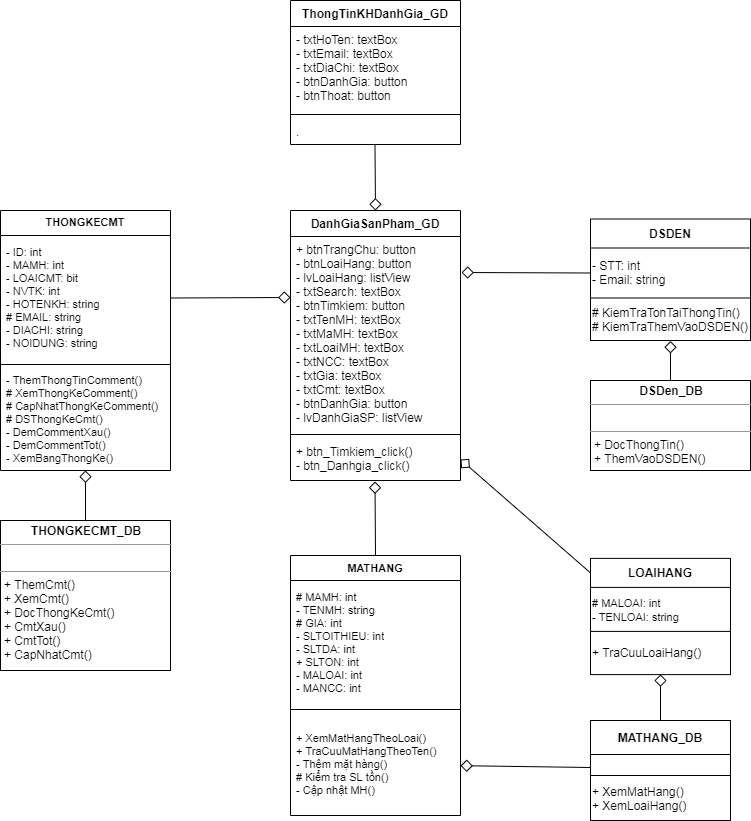 ThongTinKHDanhGia_GD
- txtHoTen: textBox
- txtEmail: textBox
- txtDiaChi: textBox
- btnDanhGia: button
- btnThoat: button
.
THONGKECMT
- ID: int
- MAMH: int
- LOAICMT: bit
- NVTK: int
- HOTENKH: string
# EMAIL: string
- DIACHI: string
- NOIDUNG: string
- ThemThongTinComment()
# XemThongKeComment()
# CapNhatThongKeComment()
# DSThongKeCmt()
- DemCommentXau()
- DemCommentTot()
- XemBangThongKe()
DanhGiaSanPham_GD
+ btnTrangChu: button
- btnLoaiHang: button
- lvLoaiHang: listView
- txtSearch: textBox
- btnTimkiem: button
- txtTenMH: textBox
- txtMaMH: textBox
- txtLoaiMH: textBox
- txtNCC: textBox
- txtGia: textBox
- txtCmt: textBox
- btnDanhGia: button
- lvDanhGiaSP: listView
+ btn_Timkiem_click()
- btn_Danhgia_click()
DSDEN
- STT: int
- Email: string
# KiemTraTonTaiThongTin()
# KiemTraThemVaoDSDEN()
DSDen_DB
+ DocThongTin()
+ ThemVaoDSDEN()
THONGKECMT_DB
+ ThemCmt()
+ XemCmt()
+ DocThongKeCmt()
+ CmtXau()
+ CmtTot()
+ CapNhatCmt()
MATHANG
# MAMH: int
- TENMH: string
# GIA: int
- SLTOITHIEU: int
- SLTDA: int
+ SLTON: int
- MALOAI: int
- MANCC: int
+ XemMatHangTheoLoai()
+ TraCuuMatHangTheoTen()
- Thêm mặt hàng()
# Kiểm tra SL tồn()
- Cập nhật MH()
LOAIHANG
# MALOAI: int
- TENLOAI: string
+ TraCuuLoaiHang()
MATHANG_DB
+ XemMatHang()
+ XemLoaiHang()